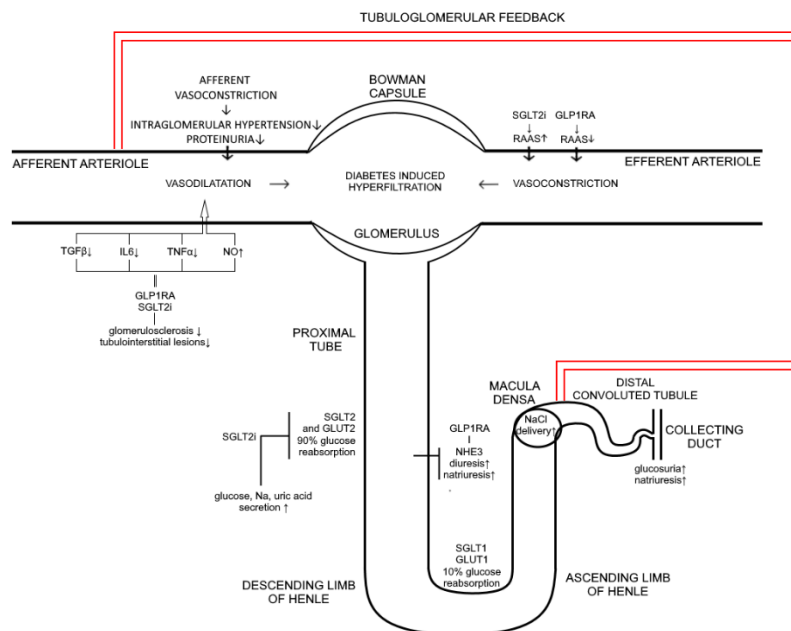 TUBULOGLOMERULAR FEEDBACK
AFFERENT
VASOCONSTRICTION
↓
INTRAGLOMERULAR HYPERTENSION↓
PROTEINURIA↓
BOWMAN
CAPSULE
SGLT2i GLP1RA
↓ ↓
RAAS↑ RAAS↓
AFFERENT ARTERIOLE
EFFERENT ARTERIOLE
VASODILATATION →
DIABETES INDUCED
HYPERFILTRATION
← VASOCONSTRICTION
GLOMERULUS
TGFβ↓ IL6↓ TNFα↓ NO↑
GLP1RA
SGLT2i
glomerulosclerosis ↓
tubulointerstitial lesions↓
PROXIMAL
TUBE
SGLT2i
SGLT2
and GLUT2
90% glucose
reabsorption
glucose, Na, uric acid
secretion ↑
GLP1RA
NHE3
diuresis↑
natriuresis↑
MACULA
DENSA
NaCl
delivery↑
DISTAL
CONVOLUTED TUBULE
COLLECTING
DUCT
glucosuria↑
natriuresis↑
SGLT1
GLUT1
10% glucose
reabsorption
DESCENDING LIMB
OF HENLE
ASCENDING LIMB
OF HENLE